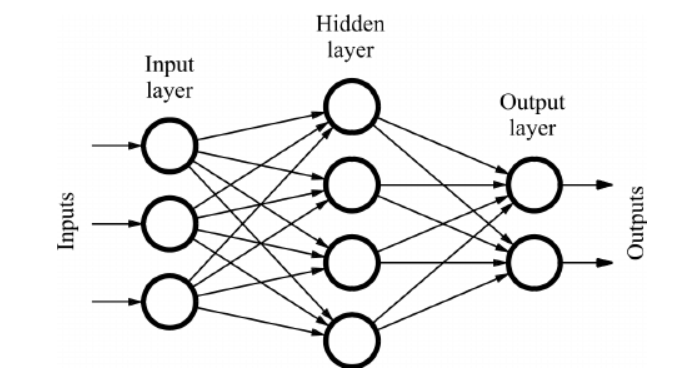 Hidden
layer
Input
layer
Output
layer
Inputs
Outputs